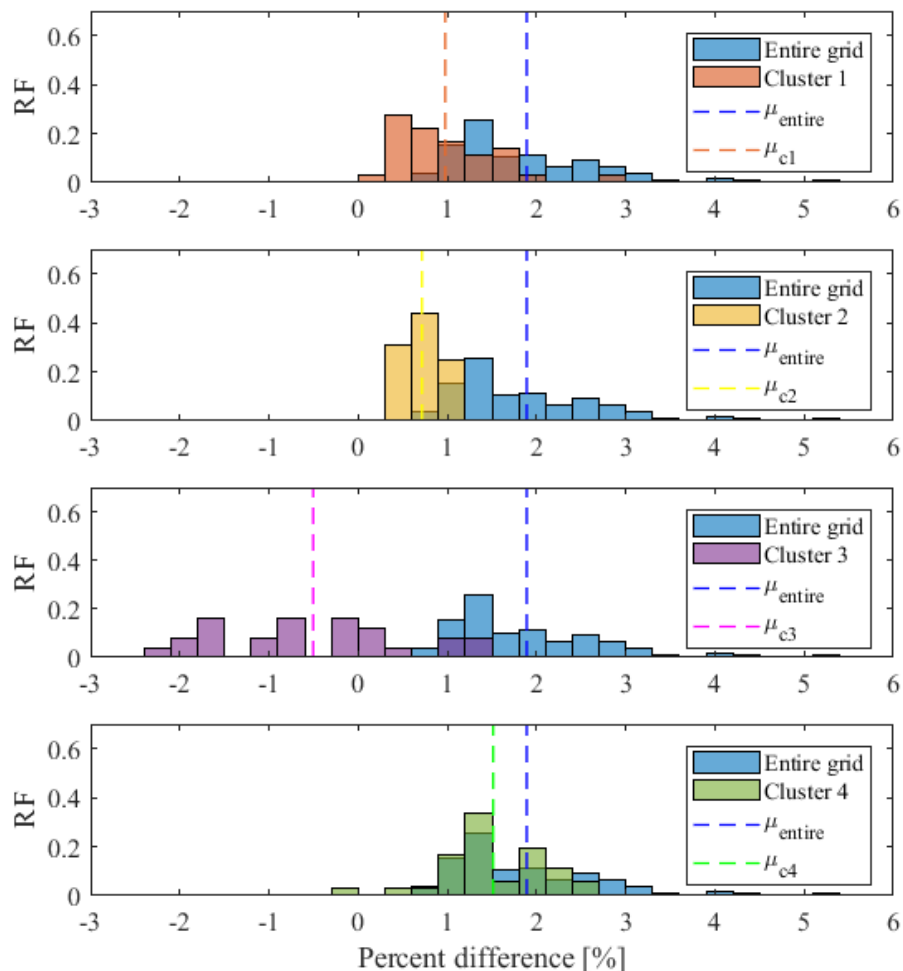 0.6
0.4
0.2
0
RF
-3 -2 -1 0 1 2 3 4 5 6
Entire grid
Cluster 1
μentire
μc1
0.6
0.4
0.2
0
RF
-3 -2 -1 0 1 2 3 4 5 6
Entire grid
Cluster 2
μentire
μc2
0.6
0.4
0.2
0
RF
-3 -2 -1 0 1 2 3 4 5 6
Entire grid
Cluster 3
μentire
μc3
0.6
0.4
0.2
0
RF
-3 -2 -1 0 1 2 3 4 5 6
Entire grid
Cluster 4
μentire
μc4
Percent difference [%]